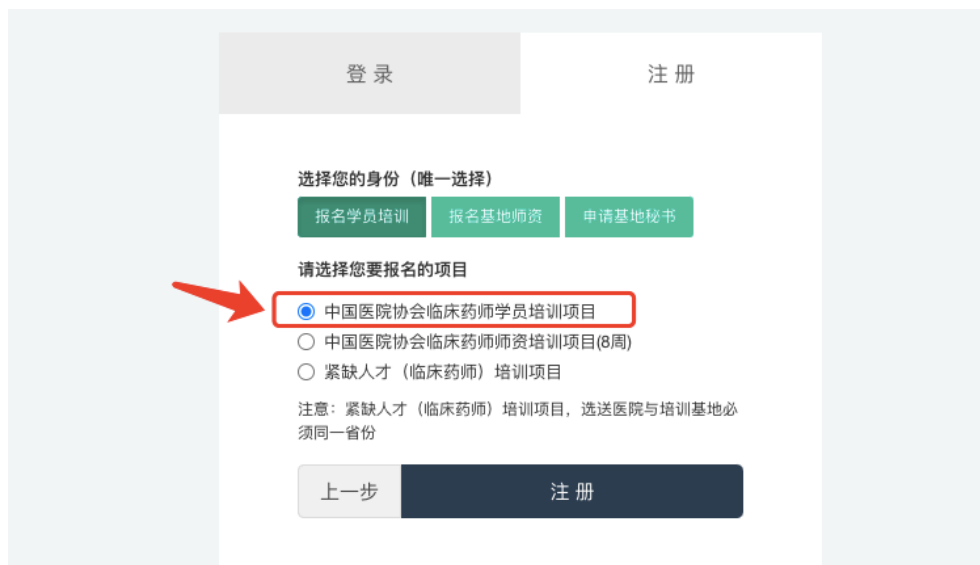 登 录
注 册
选择您的身份（唯一选择）
报名学员培训 报名基地师资 申请基地秘书
请选择您要报名的项目
中国医院协会临床药师学员培训项目
中国医院协会临床药师师资培训项目(8周)
紧缺人才（临床药师）培训项目
注意：紧缺人才（临床药师）培训项目，选送医院与培训基地必
须同一省份
上一步 注 册